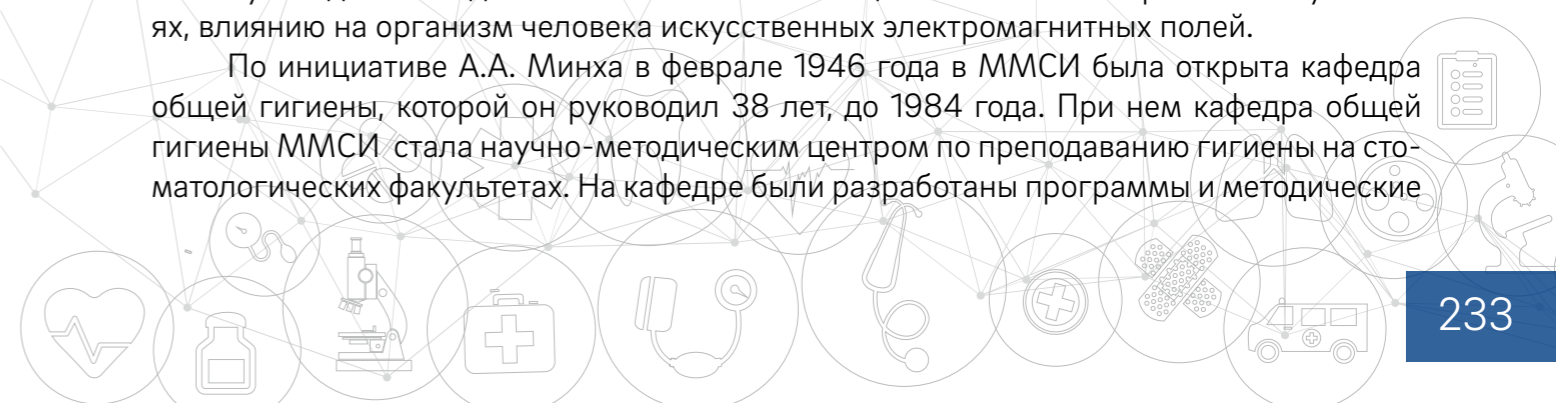 ях, влиянию на организм человека искусственных электромагнитных полей.
По инициативе А.А. Минха в феврале 1946 года в ММСИ была открыта кафедра
общей гигиены, которой он руководил 38 лет, до 1984 года. При нем кафедра общей
гигиены ММСИ стала научно-методическим центром по преподаванию гигиены на сто-
матологических факультетах. На кафедре были разработаны программы и методические
233